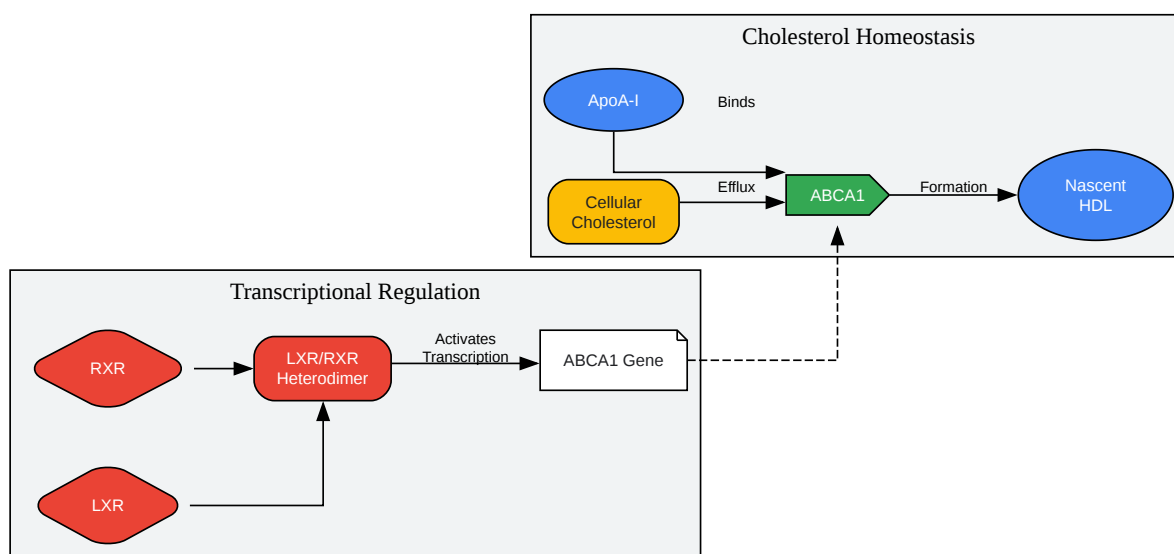 Cholesterol Homeostasis
ApoA-I
Binds
Cellular
Cholesterol
Efflux
ABCA1
Formation
Nascent
HDL
Transcriptional Regulation
RXR
LXR/RXR
Heterodimer
Activates
Transcription
ABCA1 Gene
LXR